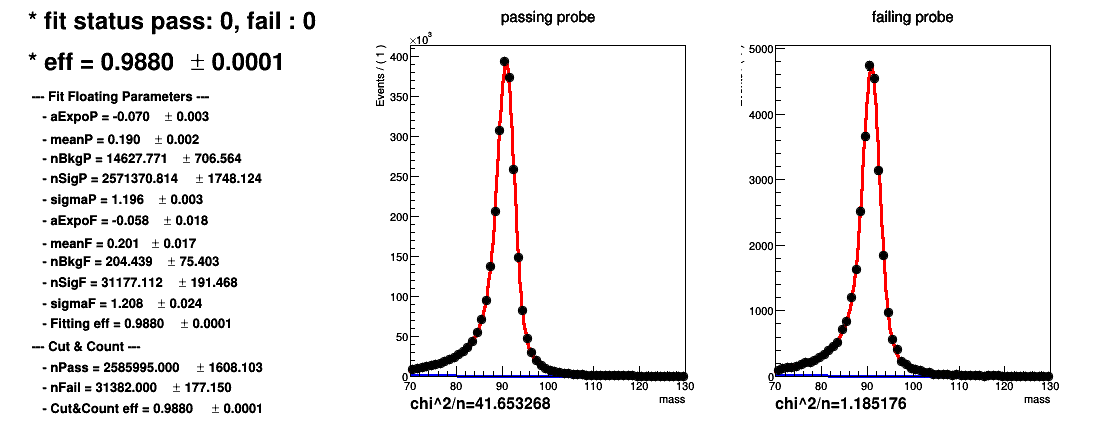 * fit status pass: 0, fail : 0
* eff = 0.9880 ± 0.0001
--- Fit Floating Parameters ---
- aExpoP = -0.070 ± 0.003
- meanP = 0.190 ± 0.002
- nBkgP = 14627.771 ± 706.564
- nSigP = 2571370.814 ± 1748.124
- sigmaP = 1.196 ± 0.003
- aExpoF = -0.058 ± 0.018
- meanF = 0.201 ± 0.017
- nBkgF = 204.439 ± 75.403
- nSigF = 31177.112 ± 191.468
- sigmaF = 1.208 ± 0.024
- Fitting eff = 0.9880 ± 0.0001
--- Cut & Count ---
- nPass = 2585995.000 ± 1608.103
- nFail = 31382.000 ± 177.150
- Cut&Count eff = 0.9880 ± 0.0001
passing probe
×10³
Events / ( 1 )
400
350
300
250
200
150
100
50
0
70 80 90 100 110 120 130
mass
chi^2/n=41.653268
failing probe
5000
4000
3000
2000
1000
0
70 80 90 100 110 120 130
mass
chi^2/n=1.185176